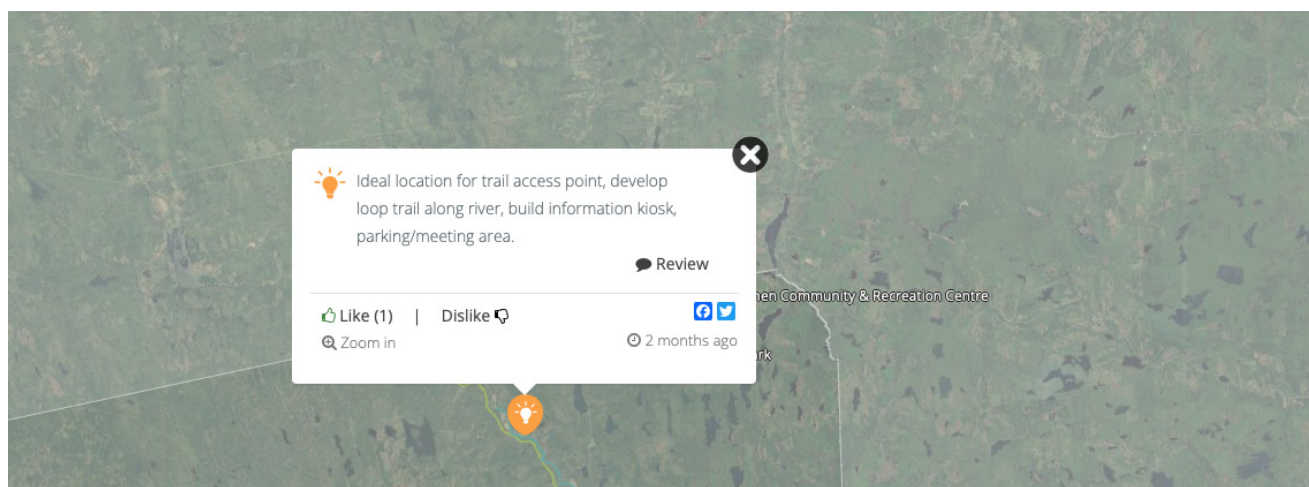 Ideal location for trail access point, develop
loop trail along river, build information kiosk,
parking/meeting area.
Review
Like (1) | Dislike
Zoom in
2 months ago
Community & Recreation Centre